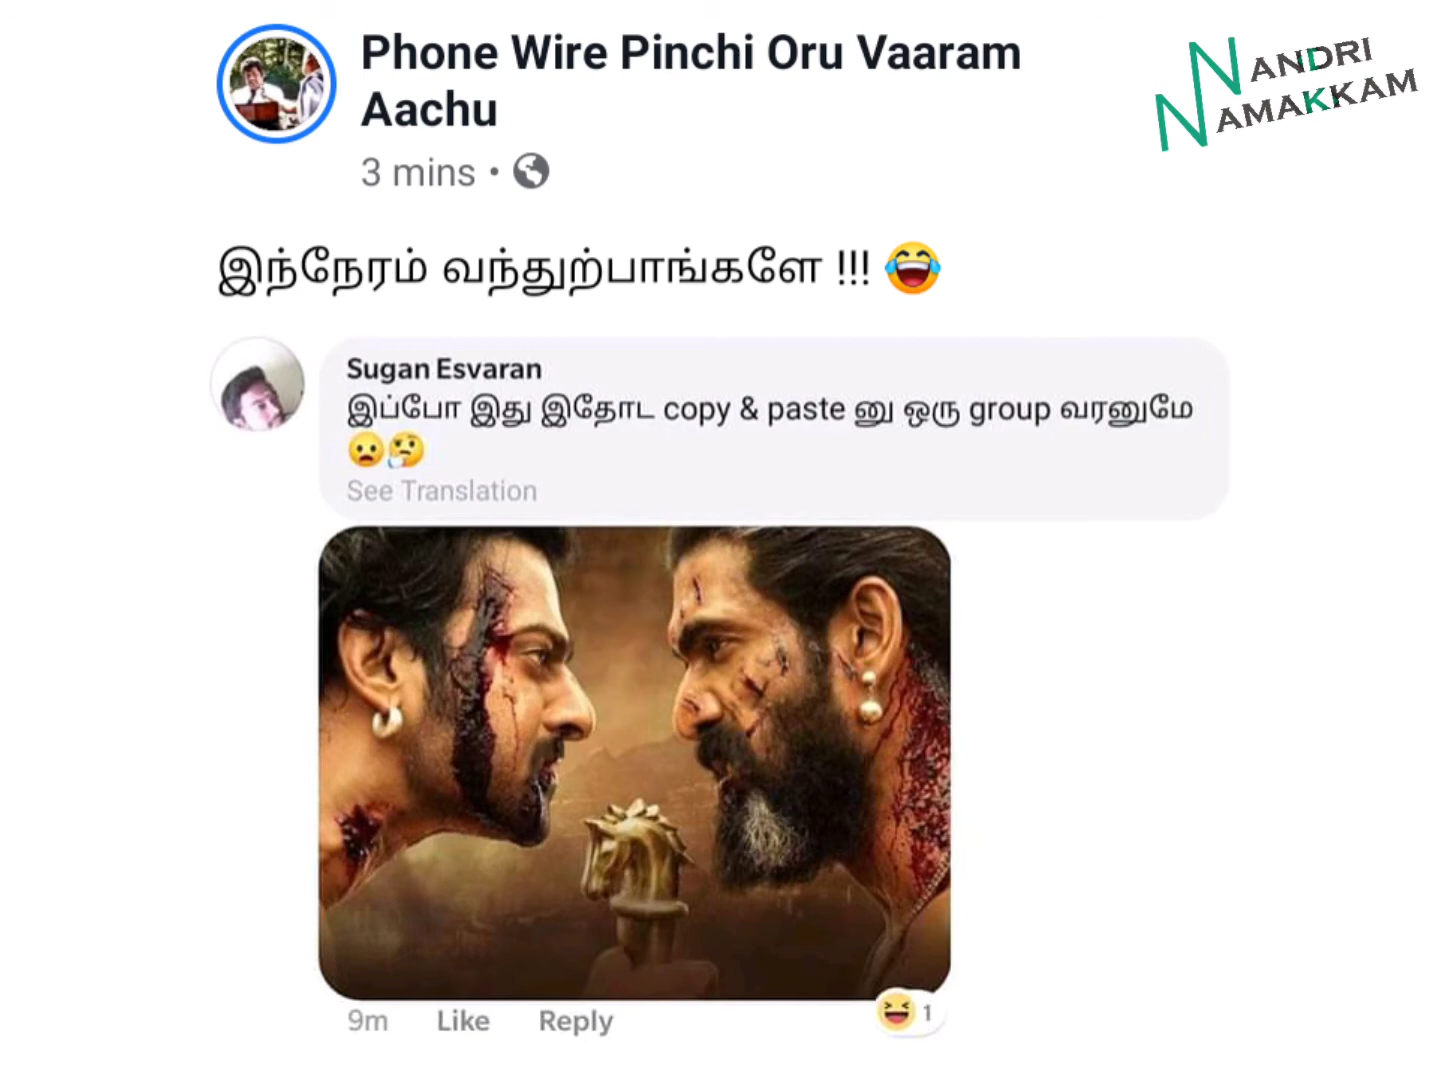 Phone Wire Pinchi Oru Vaaram
Aachu
3 mins •
NANDRI
NAMAKKAM
இந்நேரம் வந்துற்பாங்களே !!! 😂
Sugan Esvaran
இப்போ இது இதோட copy & paste னு ஒரு group வரனுமே
😦🤔
See Translation
9m Like Reply 😆 1